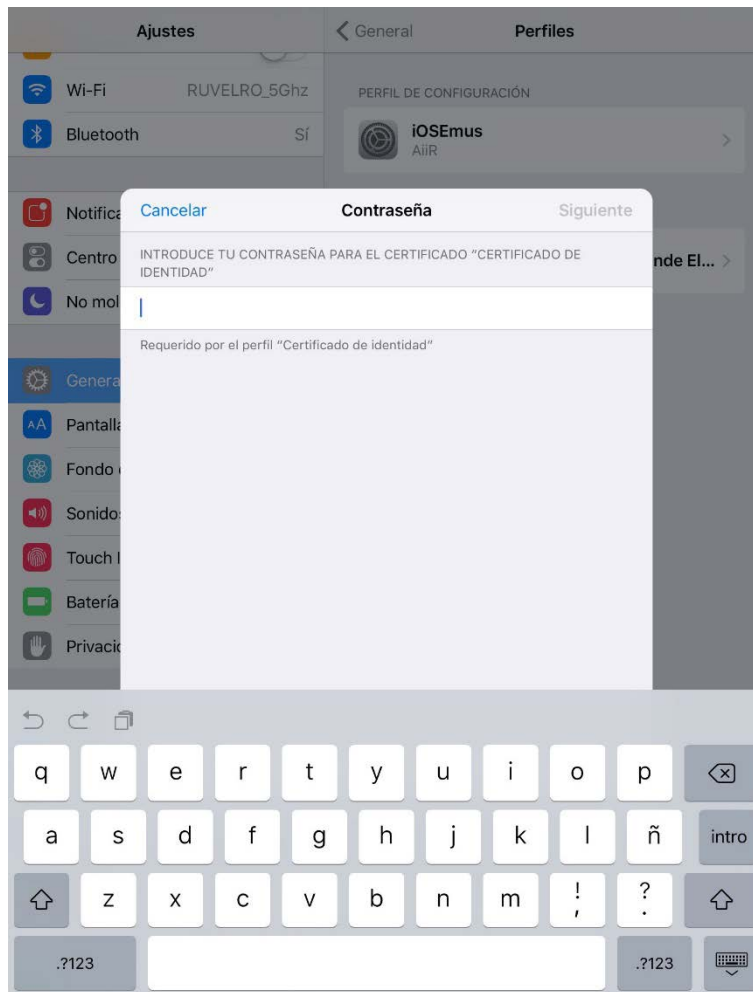 Ajustes
General
Perfiles
Wi-Fi
RUVELRO_5Ghz
Bluetooth
Sí
PERFIL DE CONFIGURACIÓN
iOSEmus
AiiR
Notifica
Centro
nde El...
No mol
Cancelar
Contraseña
Siguiente
INTRODUCE TU CONTRASEÑA PARA EL CERTIFICADO "CERTIFICADO DE
IDENTIDAD"
Requerido por el perfil "Certificado de identidad"
Genera
AA Pantalla
Fondo
Sonido
Touch I
Batería
Privacid
q w e r t y u i o p
a s d f g h j k l ñ intro
z x c v b n m ! , ? .
.?123 .?123